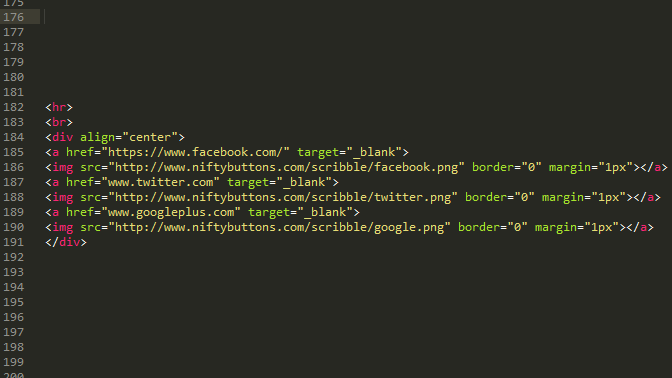 175
176
177
178
179
180
181
182 <hr>
183 <br>
184 <div align="center">
185 <a href="https://www.facebook.com/" target="_blank">
186 <img src="http://www.niftybuttons.com/scribble/facebook.png" border="0" margin="1px"></a>
187 <a href="www.twitter.com" target="_blank">
188 <img src="http://www.niftybuttons.com/scribble/twitter.png" border="0" margin="1px"></a>
189 <a href="www.googleplus.com" target="_blank">
190 <img src="http://www.niftybuttons.com/scribble/google.png" border="0" margin="1px"></a>
191 </div>
192
193
194
195
196
197
198
199
200